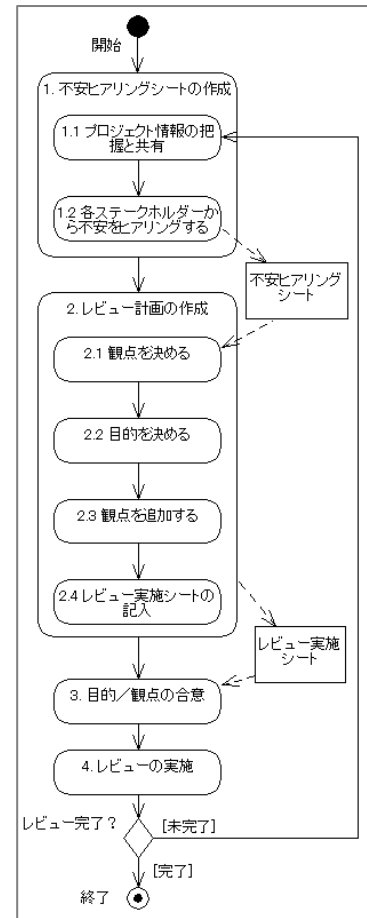 開始
1. 不安ヒアリングシートの作成
1.1 プロジェクト情報の把
握と共有
1.2 各ステークホルダーか
ら不安をヒアリングする
不安ヒアリング
シート
2. レビュー計画の作成
2.1 観点を決める
2.2 目的を決める
2.3 観点を追加する
2.4 レビュー実施シートの
記入
レビュー実施
シート
3. 目的／観点の合意
4. レビューの実施
レビュー完了？
[未完了]
[完了]
終了